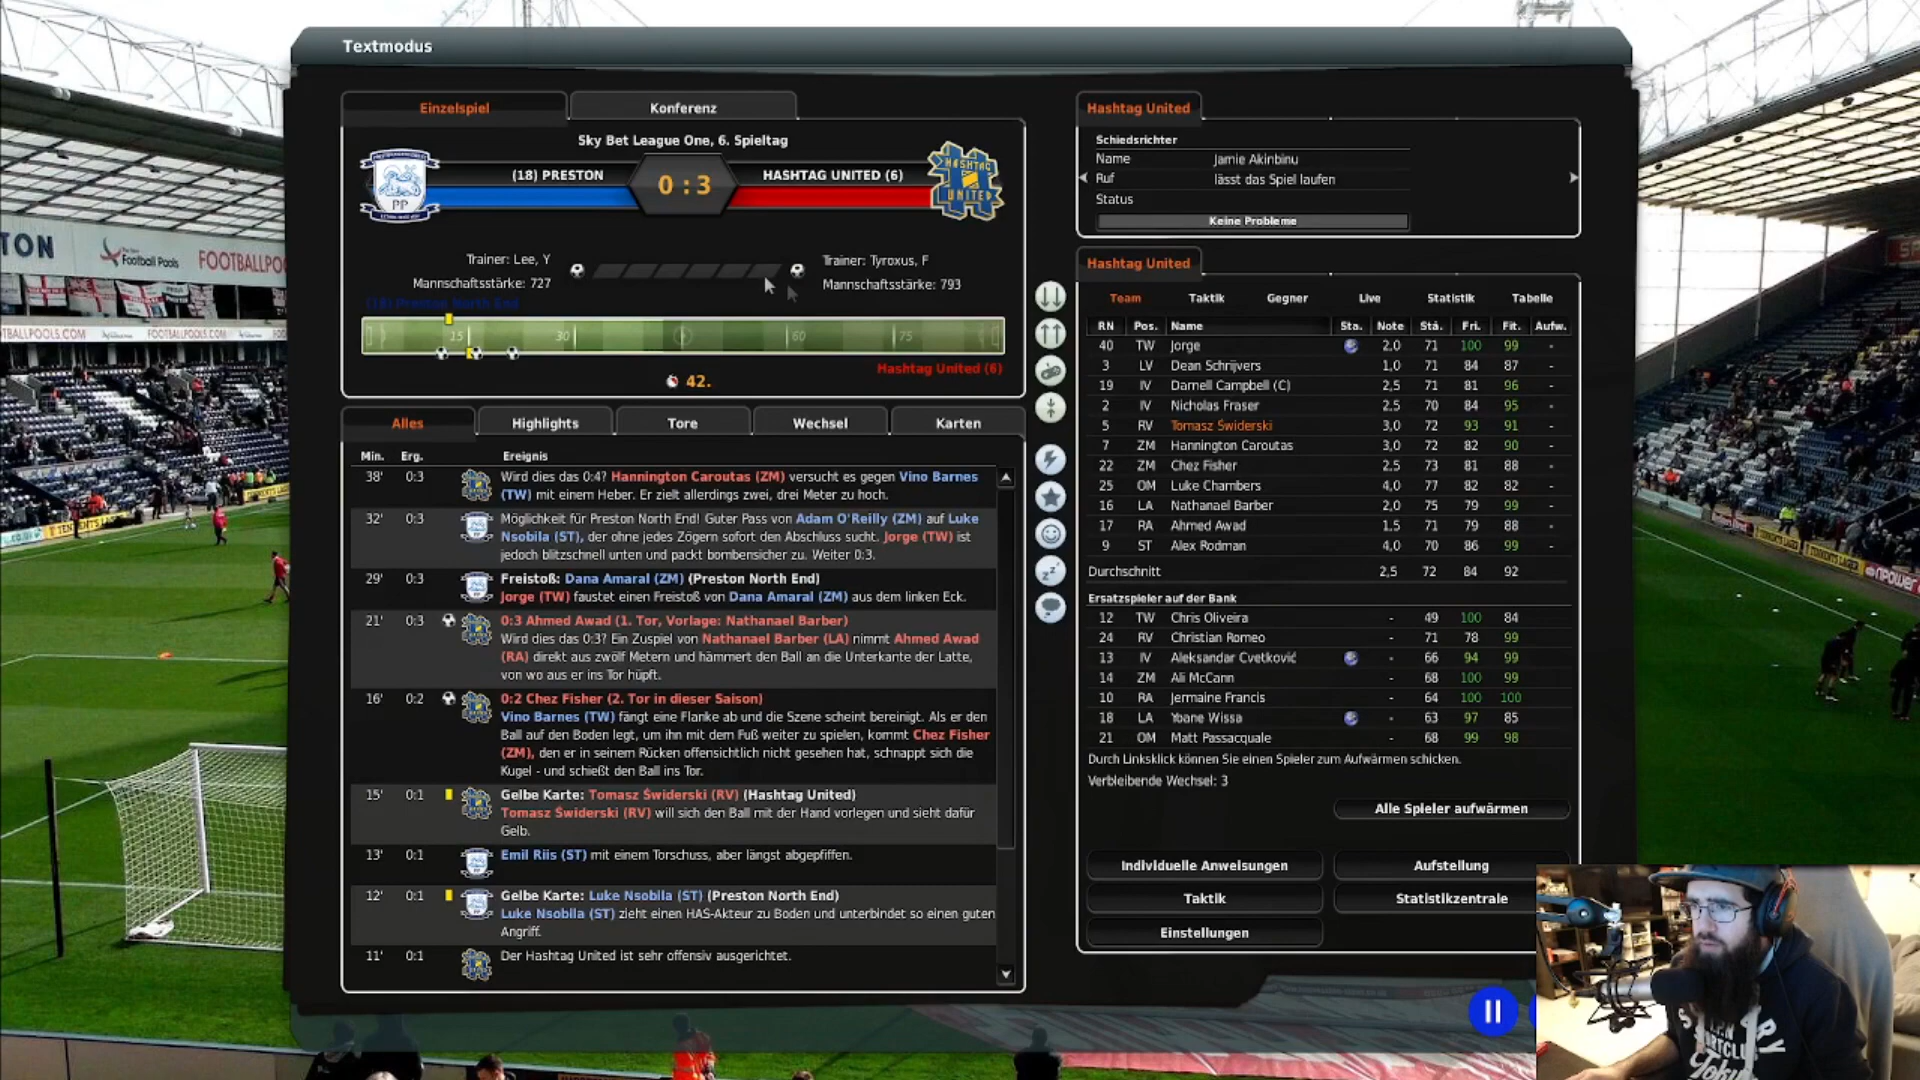 Textmodus
Einzelspiel
Konferenz
Sky Bet League One, 6. Spieltag
(18) PRESTON
0 : 3
HASHTAG UNITED (6)
PP
HASHTAG
UNITED
Trainer: Lee, Y
Mannschaftsstärke: 727
Trainer: Tyroxus, F
Mannschaftsstärke: 793
(18) Preston North End
15
30
60
75
Hashtag United (6)
42.
Alles
Highlights
Tore
Wechsel
Karten
Min. Erg. Ereignis
38' 0:3 Wird dies das 0:4? Hannington Caroutas (ZM) versucht es gegen Vino Barnes
(TW) mit einem Heber. Er zielt allerdings zwei, drei Meter zu hoch.
32' 0:3 Möglichkeit für Preston North End! Guter Pass von Adam O'Reilly (ZM) auf Luke
Nsobila (ST), der ohne jedes Zögern sofort den Abschluss sucht. Jorge (TW) ist
jedoch blitzschnell unten und packt bombensicher zu. Weiter 0:3.
29' 0:3 Freistoß: Dana Amaral (ZM) (Preston North End)
Jorge (TW) faustet einen Freistoß von Dana Amaral (ZM) aus dem linken Eck.
21' 0:3 0:3 Ahmed Awad (1. Tor, Vorlage: Nathanael Barber)
Wird dies das 0:3? Ein Zuspiel von Nathanael Barber (LA) nimmt Ahmed Awad
(RA) direkt aus zwölf Metern und hämmert den Ball an die Unterkante der Latte,
von wo aus er ins Tor hüpft.
16' 0:2 0:2 Chez Fisher (2. Tor in dieser Saison)
Vino Barnes (TW) fängt eine Flanke ab und die Szene scheint bereinigt. Als er den
Ball auf den Boden legt, um ihn mit dem Fuß weiter zu spielen, kommt Chez Fisher
(ZM), den er in seinem Rücken offensichtlich nicht gesehen hat, schnappt sich die
Kugel - und schießt den Ball ins Tor.
15' 0:1 Gelbe Karte: Tomasz Świderski (RV) (Hashtag United)
Tomasz Świderski (RV) will sich den Ball mit der Hand vorlegen und sieht dafür
Gelb.
13' 0:1 Emil Riis (ST) mit einem Torschuss, aber längst abgepfiffen.
12' 0:1 Gelbe Karte: Luke Nsobila (ST) (Preston North End)
Luke Nsobila (ST) zieht einen HAS-Akteur zu Boden und unterbindet so einen guten
Angriff.
11' 0:1 Der Hashtag United ist sehr offensiv ausgerichtet.
Hashtag United
Schiedsrichter
Name Jamie Akinbinu
Ruf lässt das Spiel laufen
Status
Keine Probleme
Hashtag United
Team Taktik Gegner Live Statistik Tabelle
RN Pos. Name Sta. Note Stä. Fri. Fit. Aufw.
40 TW Jorge 2,0 71 100 99 -
3 LV Dean Schrijvers 1,0 71 84 87 -
19 IV Darnell Campbell (C) 2,5 71 81 96 -
2 IV Nicholas Fraser 2,5 70 84 95 -
5 RV Tomasz Świderski 3,0 72 93 91 -
7 ZM Hannington Caroutas 3,0 72 82 90 -
22 ZM Chez Fisher 2,5 73 81 88 -
25 OM Luke Chambers 4,0 77 82 82 -
16 LA Nathanael Barber 2,0 75 79 99 -
17 RA Ahmed Awad 1,5 71 79 88 -
9 ST Alex Rodman 4,0 70 86 99 -
Durchschnitt 2,5 72 84 92
Ersatzspieler auf der Bank
12 TW Chris Oliveira - 49 100 84
24 RV Christian Romeo - 71 78 99
13 IV Aleksandar Cvetković - 66 94 99
14 ZM Ali McCann - 68 100 99
10 RA Jermaine Francis - 64 100 100
18 LA Yoane Wissa - 63 97 85
21 OM Matt Passacquale - 68 99 98
Durch Linksklick können Sie einen Spieler zum Aufwärmen schicken.
Verbleibende Wechsel: 3
Alle Spieler aufwärmen
Individuelle Anweisungen
Aufstellung
Taktik
Statistikzentrale
Einstellungen
TON
Football Pools
FOOTBALLPO
npower